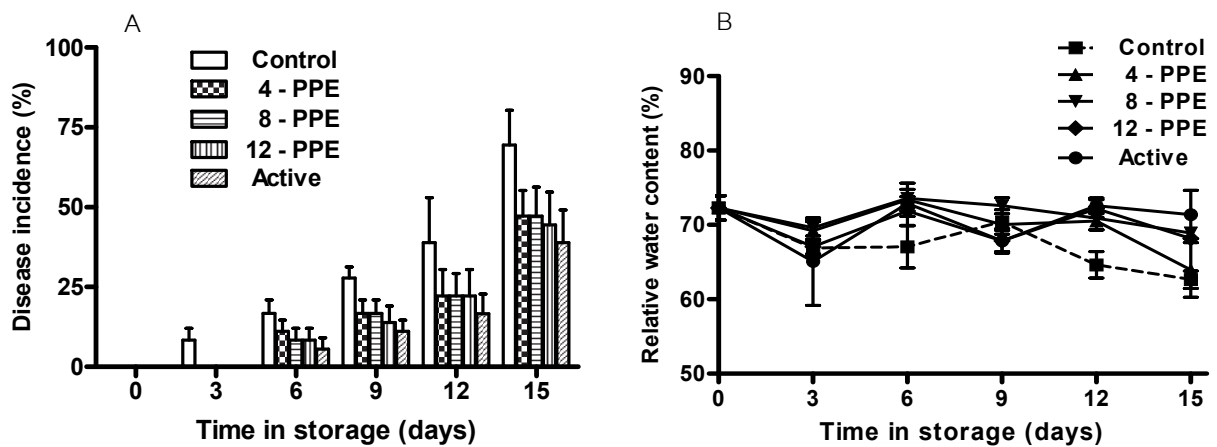 A
Disease incidence (%)
100
75
50
25
0
Control
4 - PPE
8 - PPE
12 - PPE
Active
0 3 6 9 12 15
Time in storage (days)
B
Relative water content (%)
90
80
70
60
50
Control
4 - PPE
8 - PPE
12 - PPE
Active
0 3 6 9 12 15
Time in storage (days)